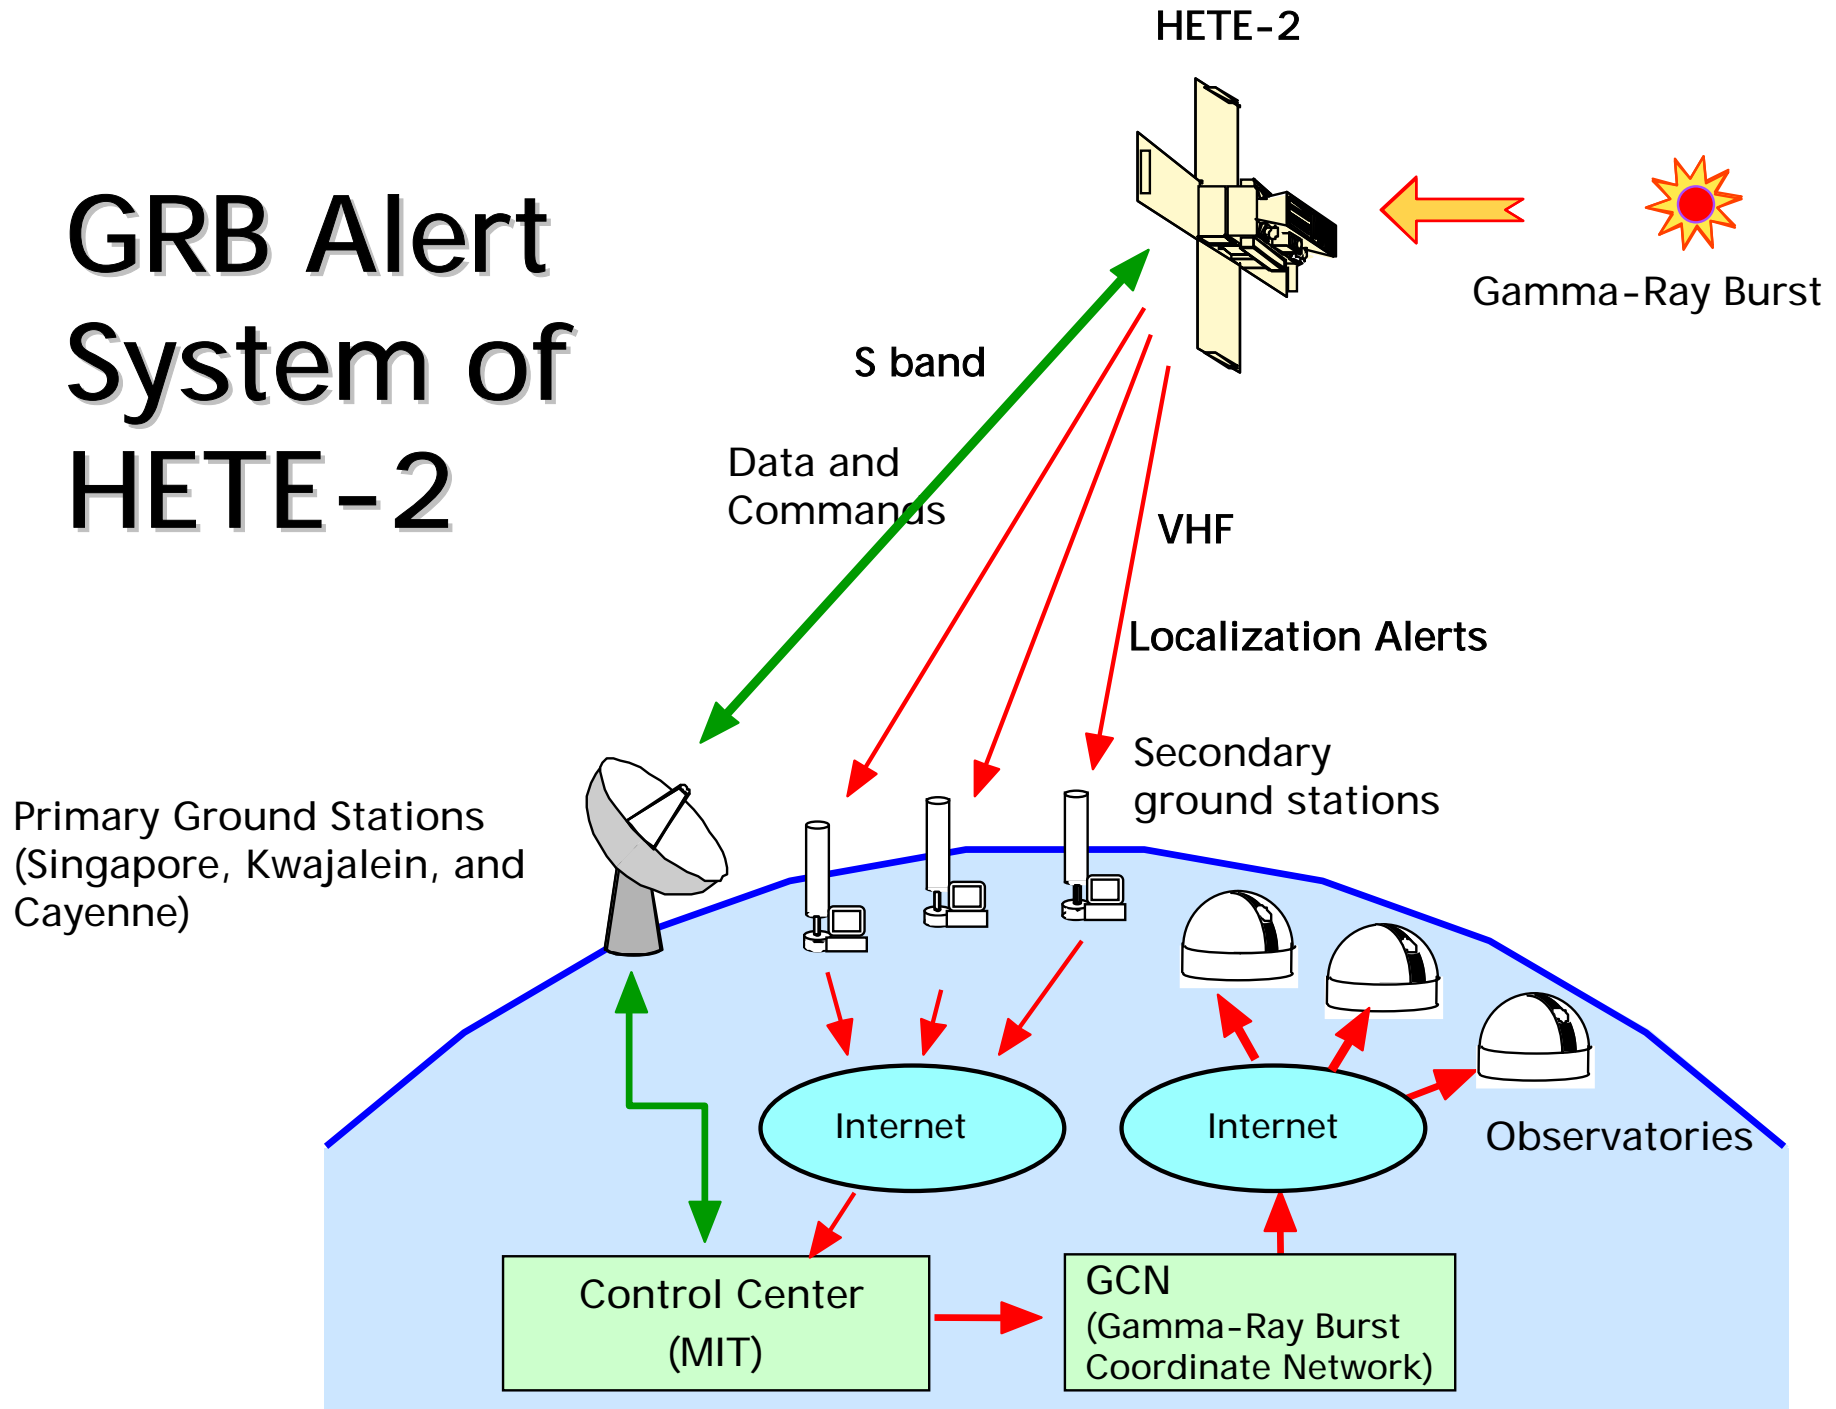 HETE-2
GRB Alert
System of
HETE-2
Gamma-Ray Burst
S band
Data and
Commands
VHF
Localization Alerts
Secondary
ground stations
Primary Ground Stations
(Singapore, Kwajalein, and
Cayenne)
Internet
Internet
Observatories
Control Center
(MIT)
GCN
(Gamma-Ray Burst
Coordinate Network)